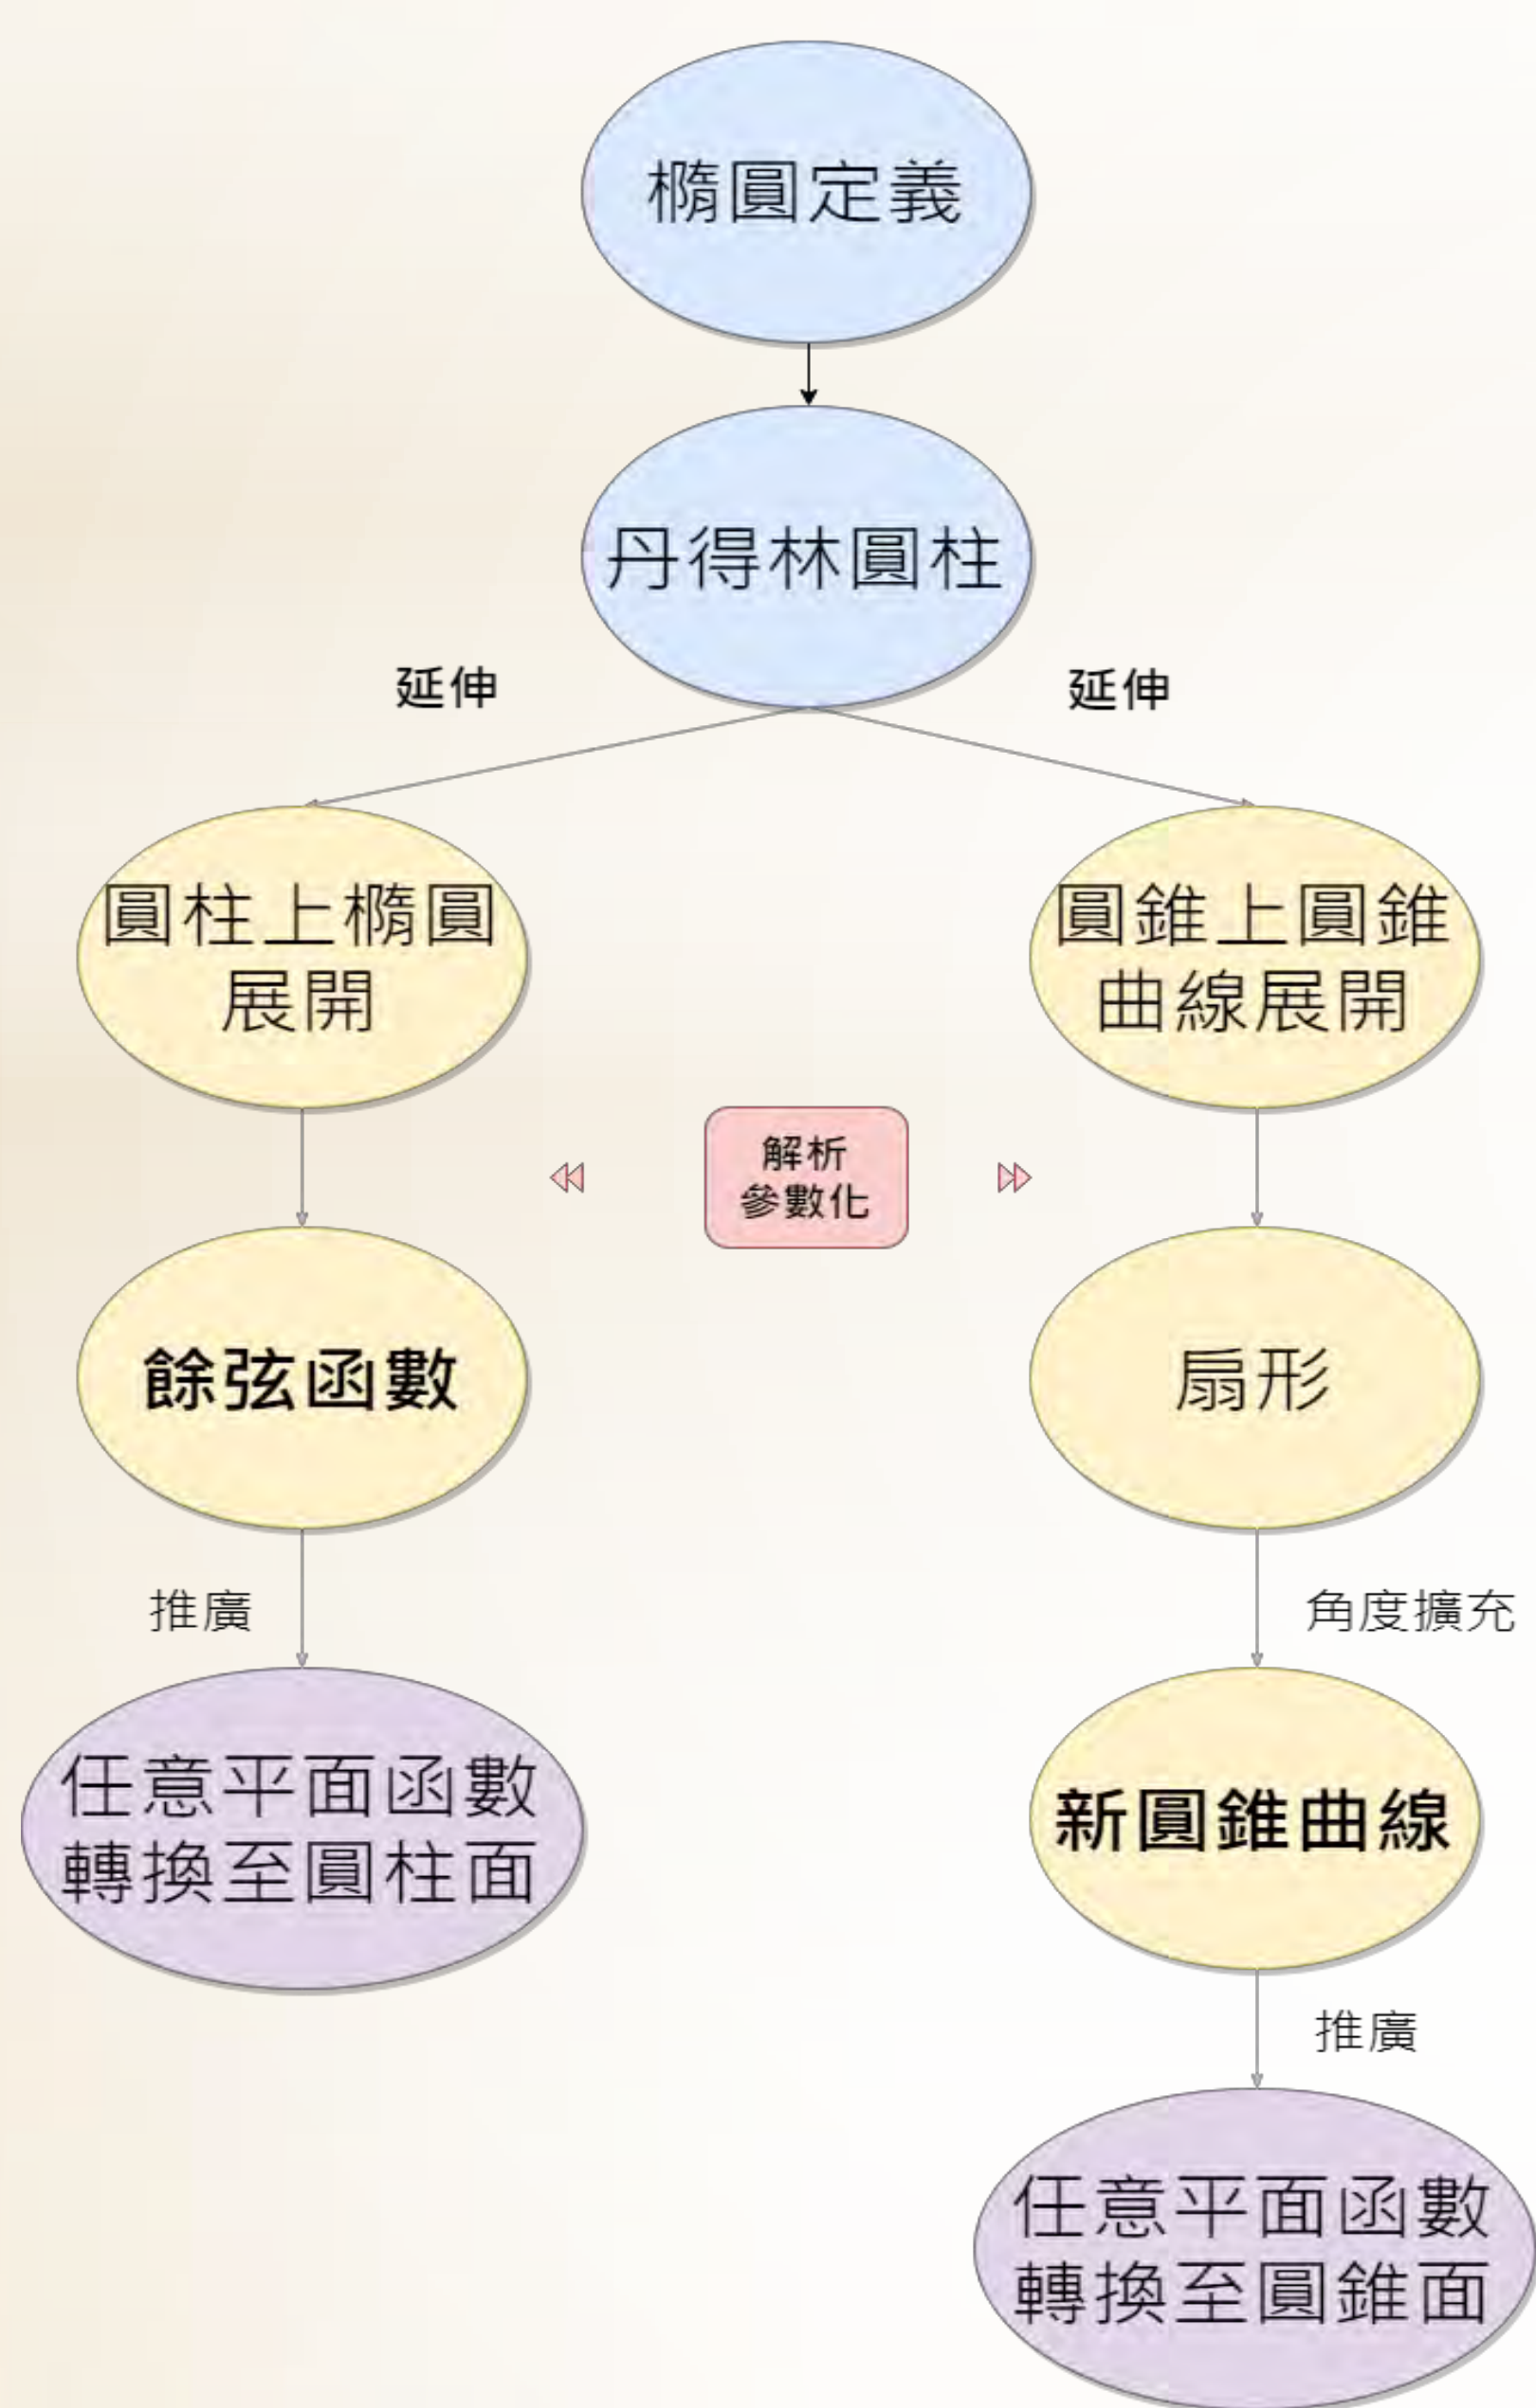 橢圓定義
丹得林圓柱
延伸
延伸
圓柱上橢圓
展開
圓錐上圓錐
曲線展開
解析
參數化
餘弦函數
扇形
推廣
角度擴充
任意平面函數
轉換至圓柱面
新圓錐曲線
推廣
任意平面函數
轉換至圓錐面